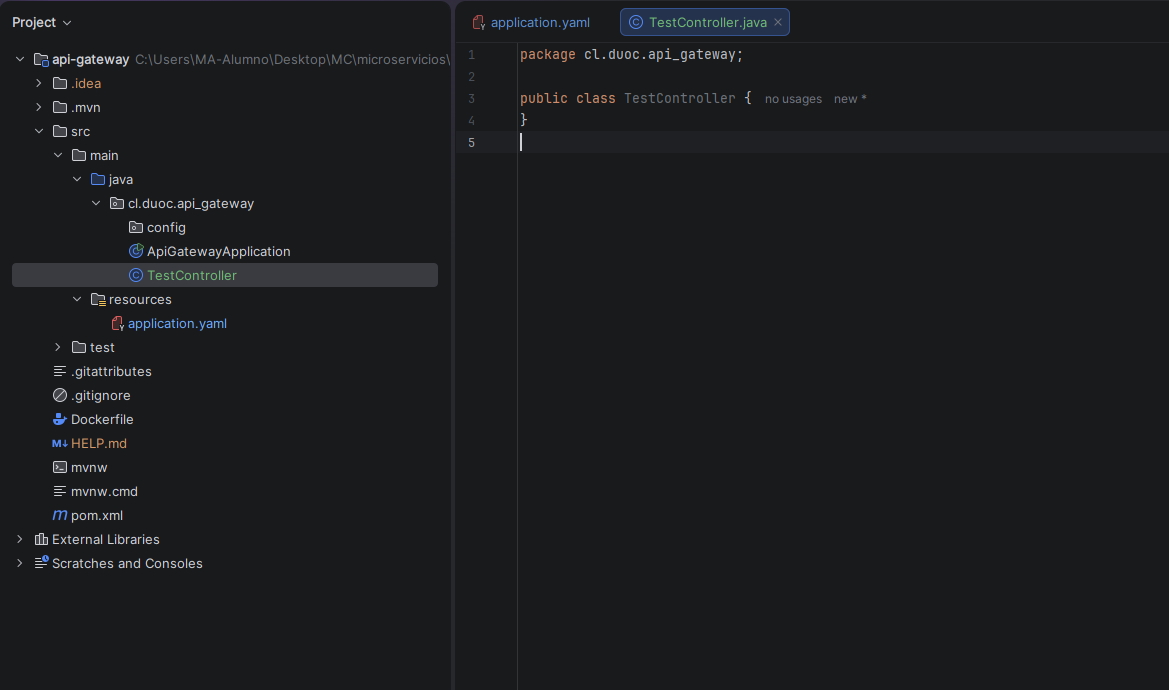 Project
api-gateway C:\Users\MA-Alumno\Desktop\MC\microservicios\
.idea
.mvn
src
main
java
cl.duoc.api_gateway
config
ApiGatewayApplication
TestController
resources
application.yaml
test
.gitattributes
.gitignore
Dockerfile
HELP.md
mvnw
mvnw.cmd
pom.xml
External Libraries
Scratches and Consoles
application.yaml TestController.java
1 package cl.duoc.api_gateway;
2
3 public class TestController { no usages new *
4 }
5